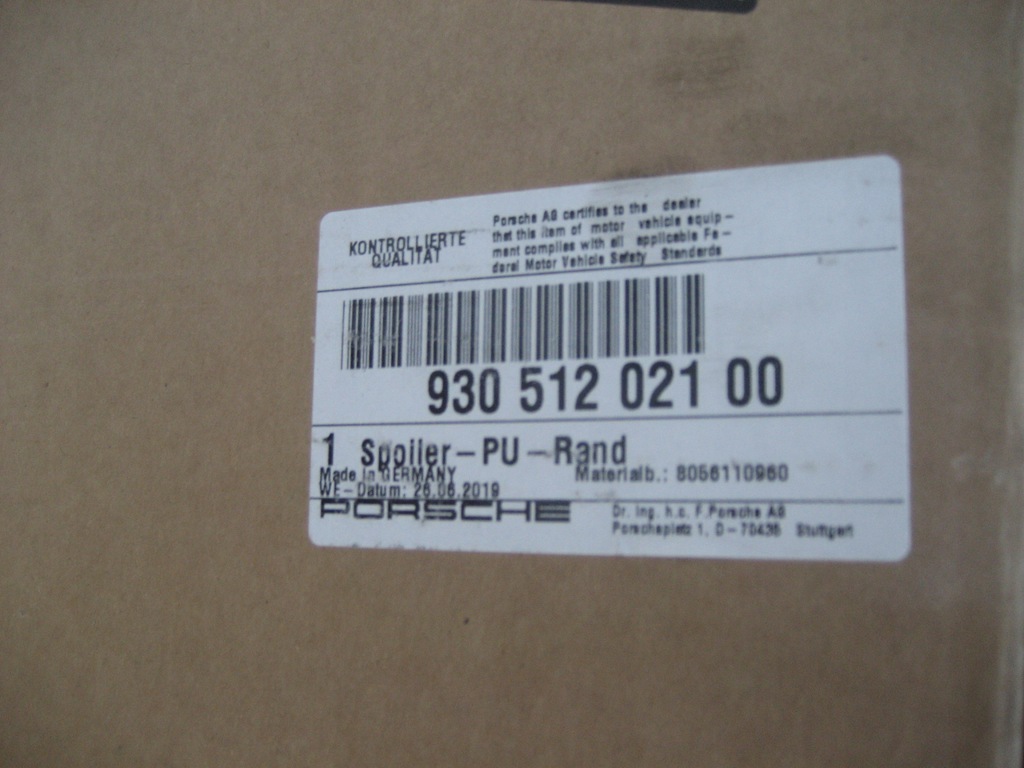 KONTROLLIERTE
QUALITAT
Porsche AG certifies to the dealer
that this item of motor vehicle equip-
ment complies with all applicable Fe-
deral Motor Vehicle Safety Standards
930 512 021 00
1 Spoiler-PU-Rand
Made in GERMANY
Materialb.: 8056110960
WE-Datum: 26.06.2019
PORSCHE
Dr. Ing. h.c. F.Porsche AG
Porscheplatz 1, D-70435 Stuttgart